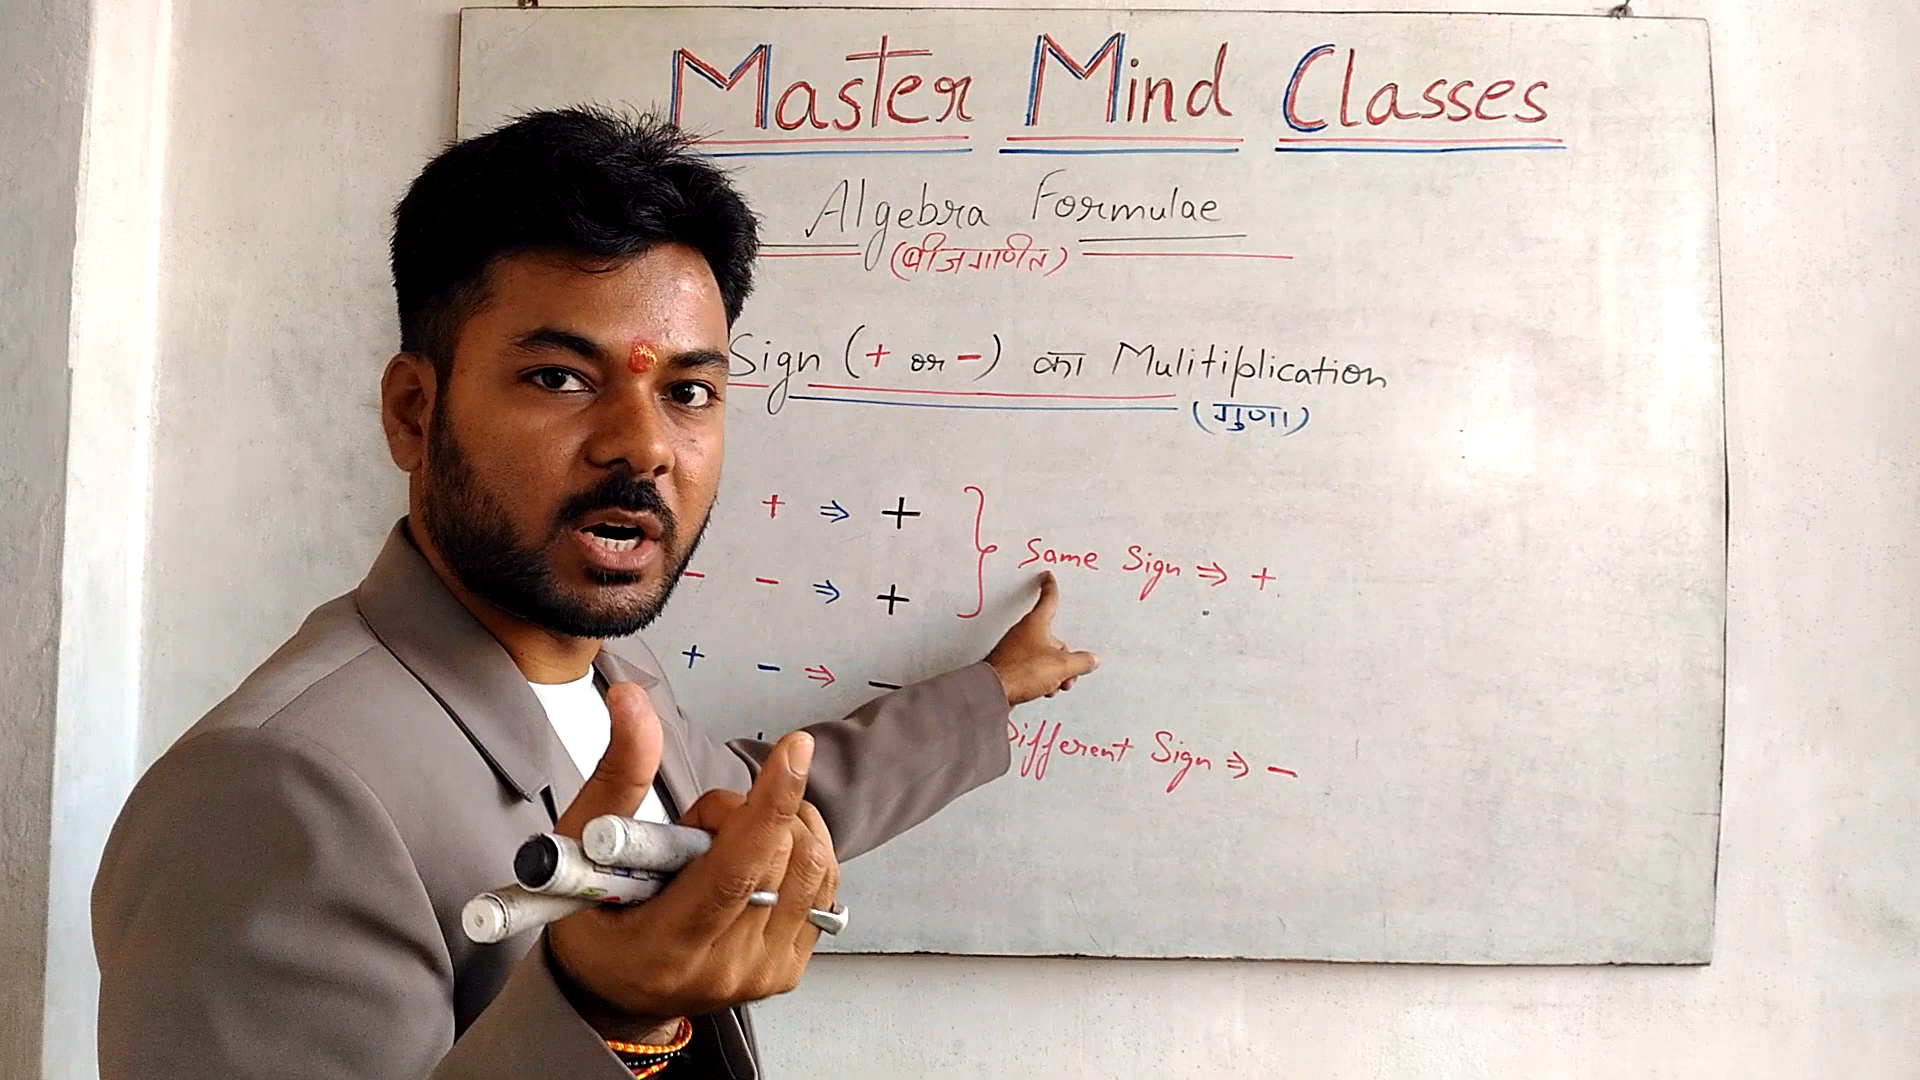 Master Mind Classes
Algebra Formulae
(बीजगणित)
Sign (+ or -) का Mulitiplication
(गुणा)
+ ⇒ +
- - ⇒ +
Same Sign ⇒ +
+ - ⇒ -
Different Sign ⇒ -